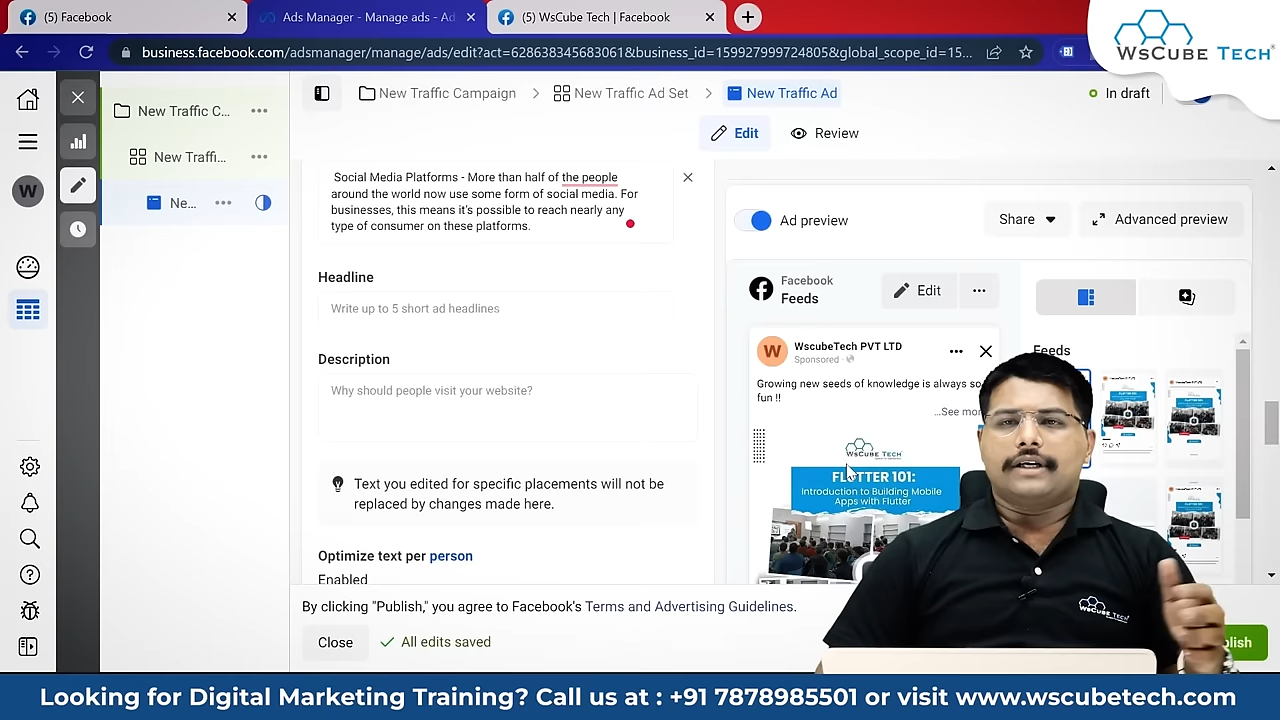 (5) Facebook
Ads Manager - Manage ads - Ad
(5) WsCube Tech | Facebook
WsCube Tech
business.facebook.com/adsmanager/manage/ads/edit?act=628638345683061&business_id=159927999724805&global_scope_id=15...
New Traffic C...
New Traffi...
Ne...
W
New Traffic Campaign > New Traffic Ad Set > New Traffic Ad
In draft
Edit
Review
Social Media Platforms - More than half of the people
around the world now use some form of social media. For
businesses, this means it's possible to reach nearly any
type of consumer on these platforms.
Headline
Write up to 5 short ad headlines
Description
Why should people visit your website?
Text you edited for specific placements will not be
replaced by changes made here.
Optimize text per person
Enabled
Ad preview
Share
Advanced preview
Facebook
Feeds
Edit
Feeds
W
WscubeTech PVT LTD
Sponsored
Growing new seeds of knowledge is always so
fun !!
...See mor
WsCube Tech
FLUTTER 101:
Introduction to Building Mobile
Apps with Flutter
WsCube Tech
By clicking "Publish," you agree to Facebook's Terms and Advertising Guidelines.
Close
All edits saved
lish
Looking for Digital Marketing Training? Call us at : +91 7878985501 or visit www.wscubetech.com